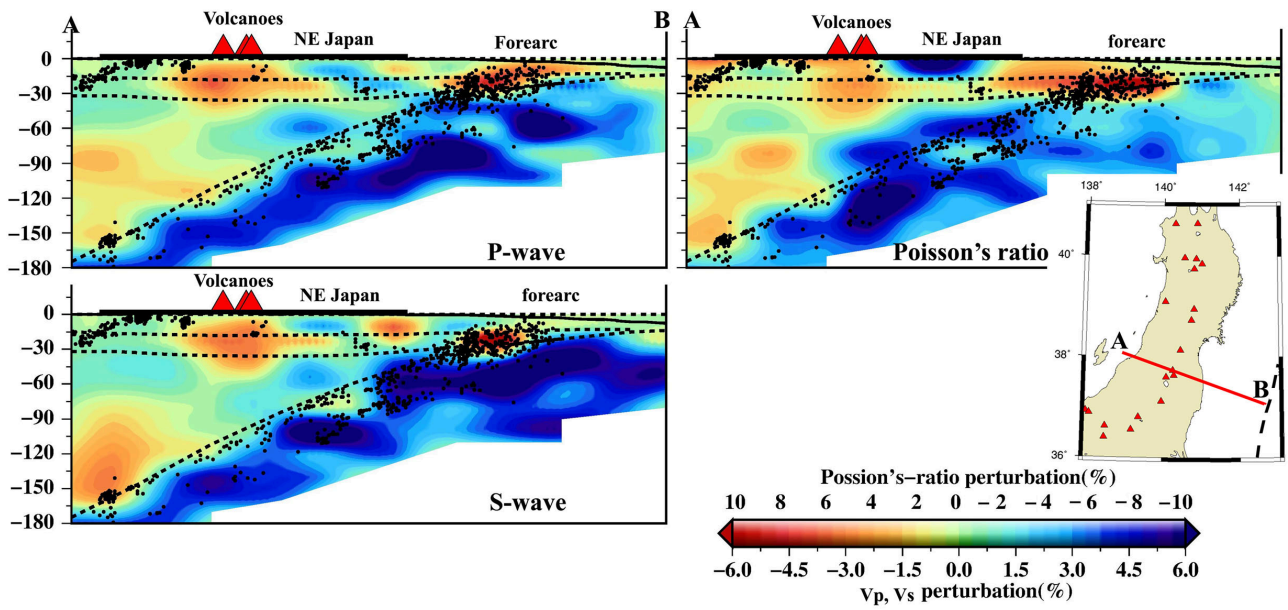 A
Volcanoes
NE Japan
Forearc
B
0
−30
−60
−90
−120
−150
−180
P-wave
A
Volcanoes
NE Japan
forearc
0
−30
−60
−90
−120
−150
−180
Poisson's ratio
Volcanoes
NE Japan
forearc
0
−30
−60
−90
−120
−150
−180
S-wave
138° 140° 142°
40°
38°
36°
A
B
Possion's−ratio perturbation(%)
10 8 6 4 2 0 −2 −4 −6 −8 −10
−6.0 −4.5 −3.0 −1.5 0.0 1.5 3.0 4.5 6.0
Vp, Vs perturbation(%)